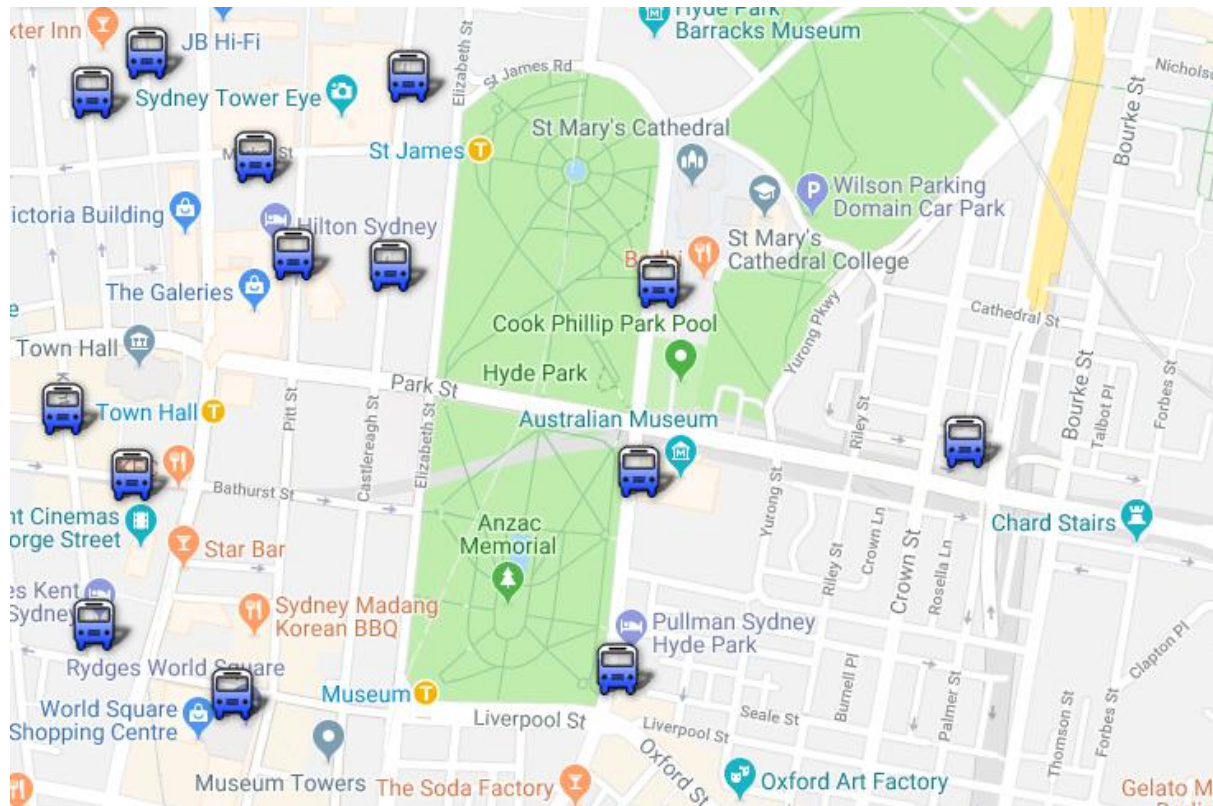 xter Inn
JB Hi-Fi
Elizabeth St
Hyde Park
Barracks Museum
Nicholso
Bourke St
St James Rd
Sydney Tower Eye
St Mary's Cathedral
St James
St
Wilson Parking
Domain Car Park
ictoria Building
Hilton Sydney
St Mary's
Cathedral College
The Galeries
Cathedral St
Cook Phillip Park Pool
Yurong Pkwy
Town Hall
Hyde Park
Park St
Bourke St
Talbot Pl
Forbes St
Town Hall
Pitt St
Castlereagh St
Elizabeth St
Australian Museum
Riley St
Bathurst St
Yurong St
nt Cinemas
orge Street
Chard Stairs
Anzac
Memorial
Star Bar
Crown Ln
Riley St
Crown St
Rosella Ln
es Kent
Sydney
Sydney Madang
Korean BBQ
Pullman Sydney
Hyde Park
Clapton Pl
Rydges World Square
Museum
World Square
Shopping Centre
Liverpool St
Liverpool St
Seale St
Burnell Pl
Palmer St
Thomson St
Forbes St
Oxford St
Museum Towers
The Soda Factory
Oxford Art Factory
Gelato M